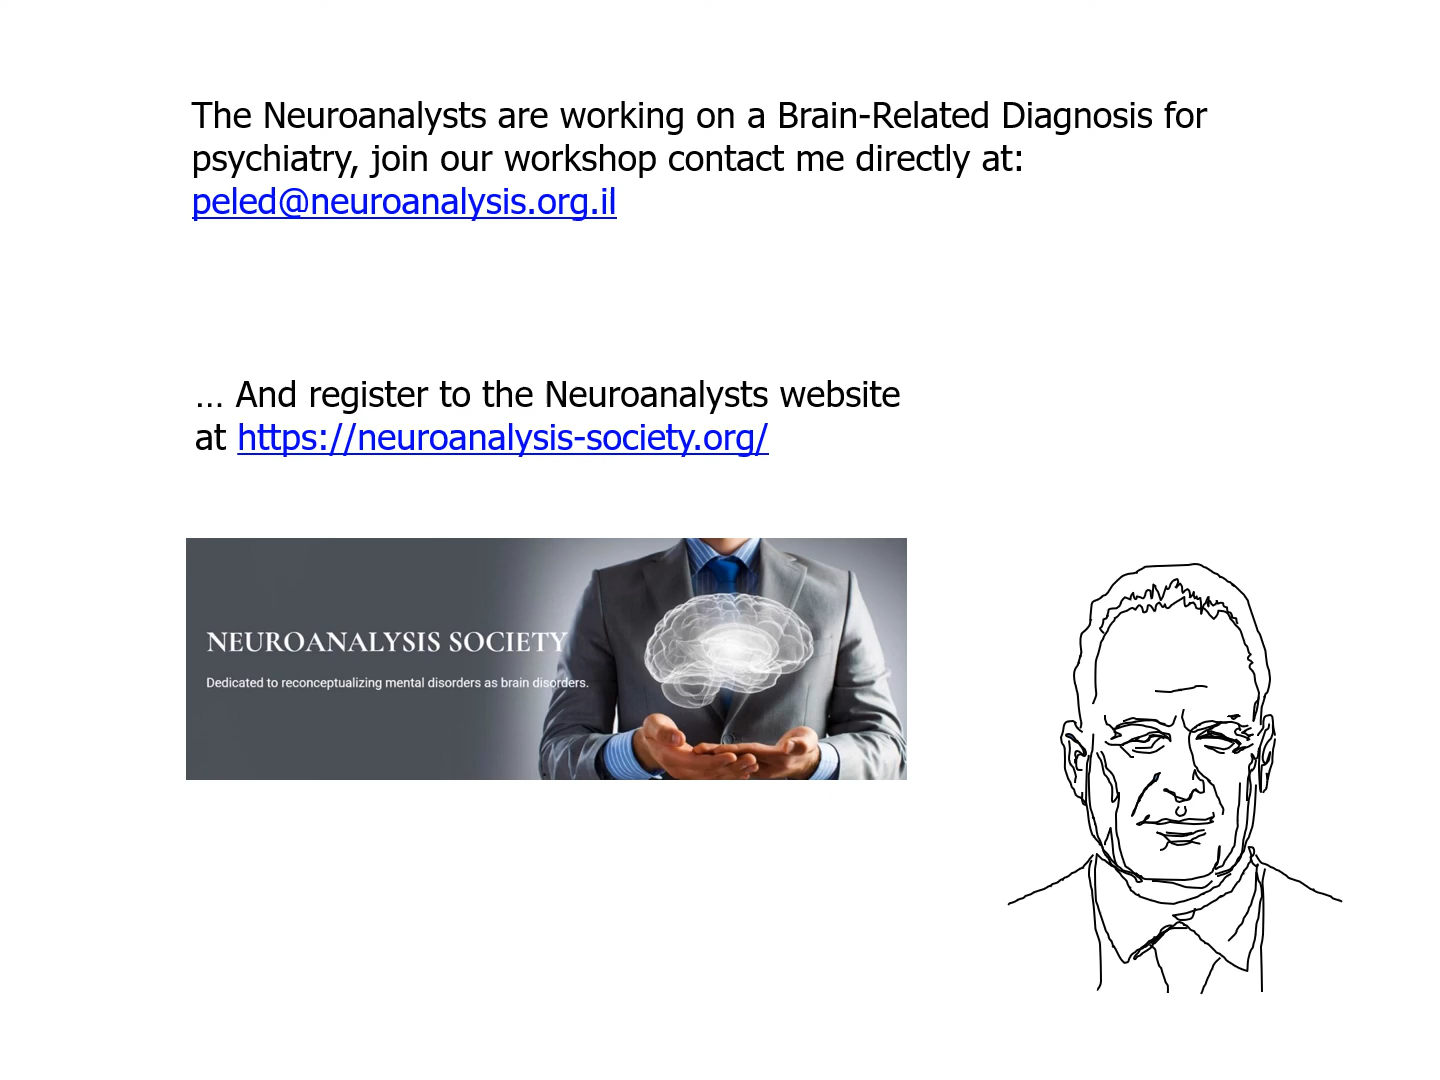 The Neuroanalysts are working on a Brain-Related Diagnosis for
psychiatry, join our workshop contact me directly at:
peled@neuroanalysis.org.il
… And register to the Neuroanalysts website
at https://neuroanalysis-society.org/
NEUROANALYSIS SOCIETY
Dedicated to reconceptualizing mental disorders as brain disorders.